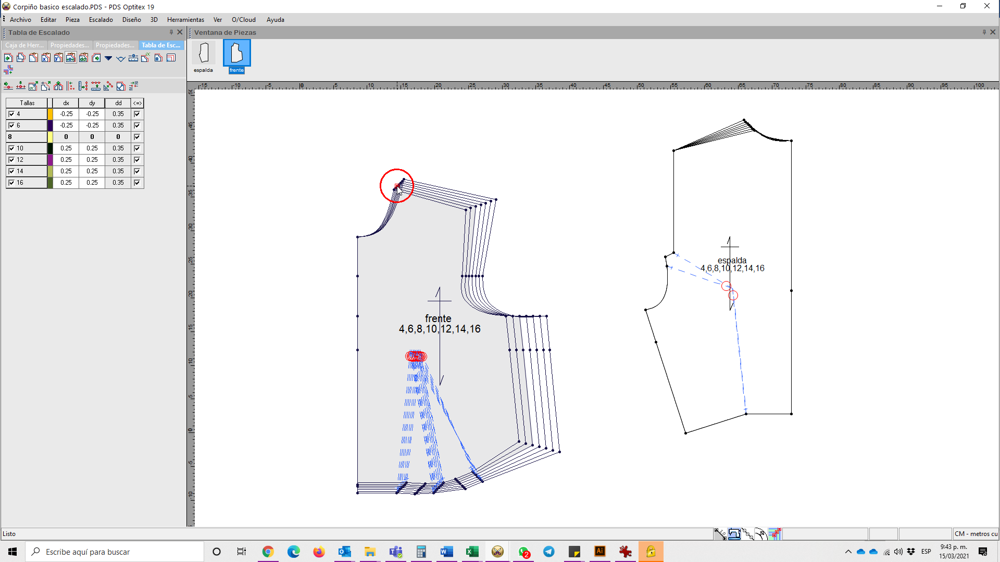 Corpiño basico escalado.PDS - PDS Optitex 19
Archivo Editar Pieza Escalado Diseño 3D Herramientas Ver O/Cloud Ayuda
Tabla de Escalado
Ventana de Piezas
Caja de Herr... Propiedades... Propiedades... Tabla de Esc...
espalda
frente
-15 -10 -5 0 5 10 15 20 25 30 35 40 45 50 55 60 65 70 75 80 85 90 95 100
Tallas dx dy dd <=>
4 -0.25 -0.25 0.35
6 -0.25 -0.25 0.35
8 0 0 0
10 0.25 0.25 0.35
12 0.25 0.25 0.35
14 0.25 0.25 0.35
16 0.25 0.25 0.35
50
45
40
35
30
25
20
15
10
5
0
-5
-10
espalda
4,6,8,10,12,14,16
frente
4,6,8,10,12,14,16
Listo
CM - metros cu
Escribe aquí para buscar
2
Ai
ESP
9:43 p. m.
15/03/2021